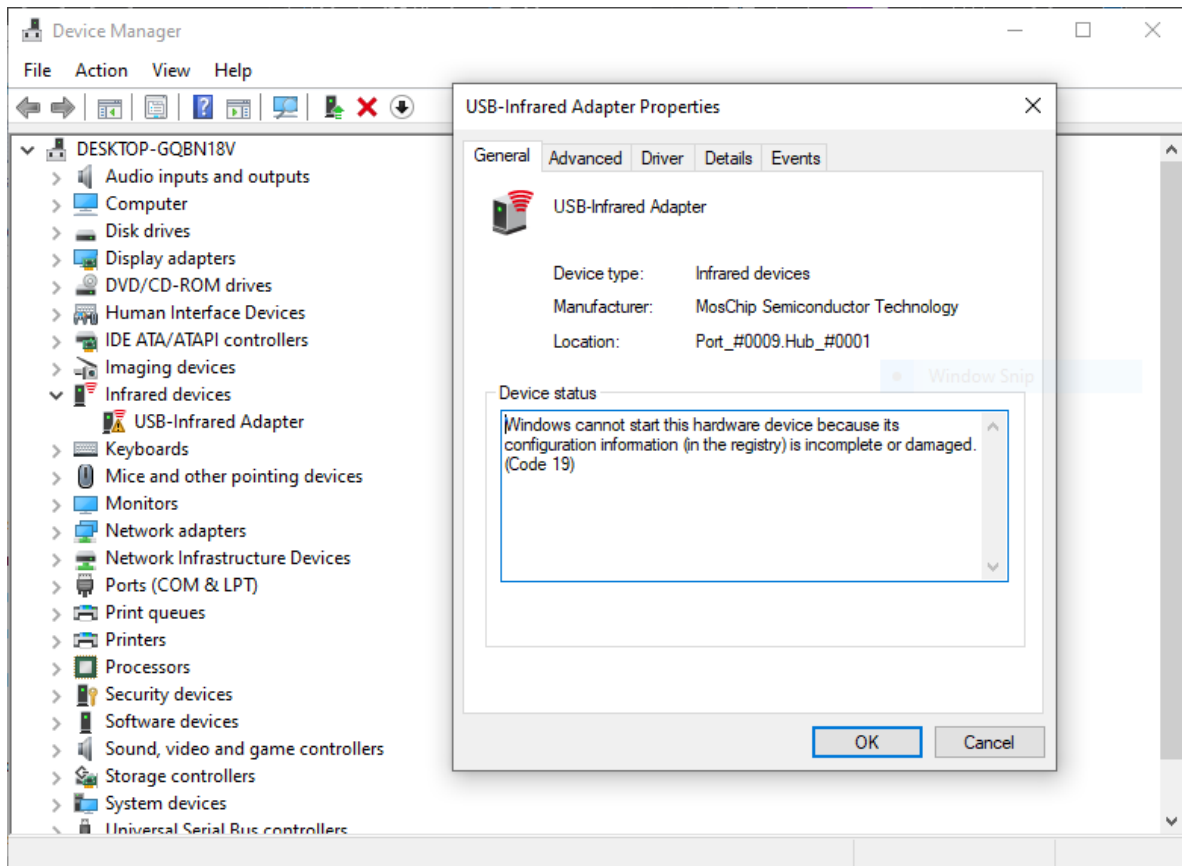 Device Manager
File Action View Help
DESKTOP-GQBN18V
Audio inputs and outputs
Computer
Disk drives
Display adapters
DVD/CD-ROM drives
Human Interface Devices
IDE ATA/ATAPI controllers
Imaging devices
Infrared devices
USB-Infrared Adapter
Keyboards
Mice and other pointing devices
Monitors
Network adapters
Network Infrastructure Devices
Ports (COM & LPT)
Print queues
Printers
Processors
Security devices
Software devices
Sound, video and game controllers
Storage controllers
System devices
Universal Serial Bus controllers
USB-Infrared Adapter Properties
General Advanced Driver Details Events
USB-Infrared Adapter
Device type: Infrared devices
Manufacturer: MosChip Semiconductor Technology
Location: Port_#0009.Hub_#0001
Window Snip
Device status
Windows cannot start this hardware device because its
configuration information (in the registry) is incomplete or damaged.
(Code 19)
OK Cancel